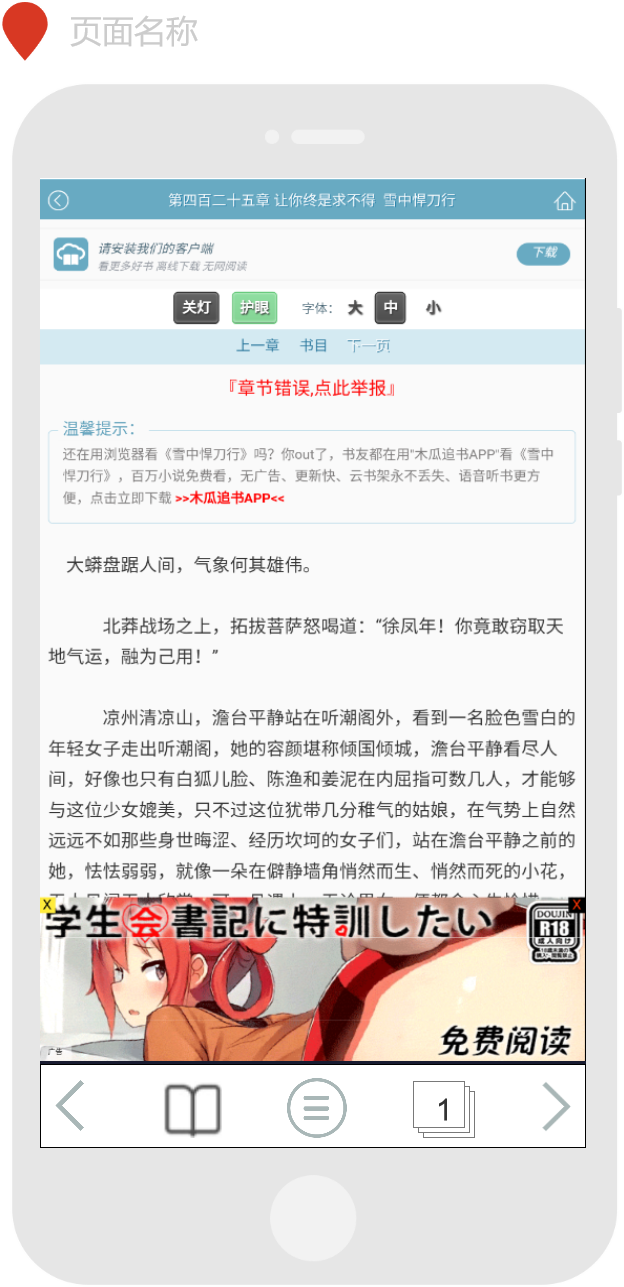 页面名称
第四百二十五章 让你终是求不得 雪中悍刀行
请安装我们的客户端
看更多好书 离线下载 无网阅读
下载
关灯 护眼 字体： 大 中 小
上一章 书目 下一页
『章节错误,点此举报』
温馨提示：
还在用浏览器看《雪中悍刀行》吗？你out了，书友都在用"木瓜追书APP"看《雪中
悍刀行》，百万小说免费看，无广告、更新快、云书架永不丢失、语音听书更方
便，点击立即下载 >>木瓜追书APP<<
大蟒盘踞人间，气象何其雄伟。
北莽战场之上，拓拔菩萨怒喝道：“徐凤年！你竟敢窃取天
地气运，融为己用！”
凉州清凉山，澹台平静站在听潮阁外，看到一名脸色雪白的
年轻女子走出听潮阁，她的容颜堪称倾国倾城，澹台平静看尽人
间，好像也只有白狐儿脸、陈渔和姜泥在内屈指可数几人，才能够
与这位少女媲美，只不过这位犹带几分稚气的姑娘，在气势上自然
远远不如那些身世晦涩、经历坎坷的女子们，站在澹台平静之前的
她，怯怯弱弱，就像一朵在僻静墙角悄然而生、悄然而死的小花，
X X
学生会書記に特訓したい
DOUJIN
R18
成人向け
免费阅读
广告
1